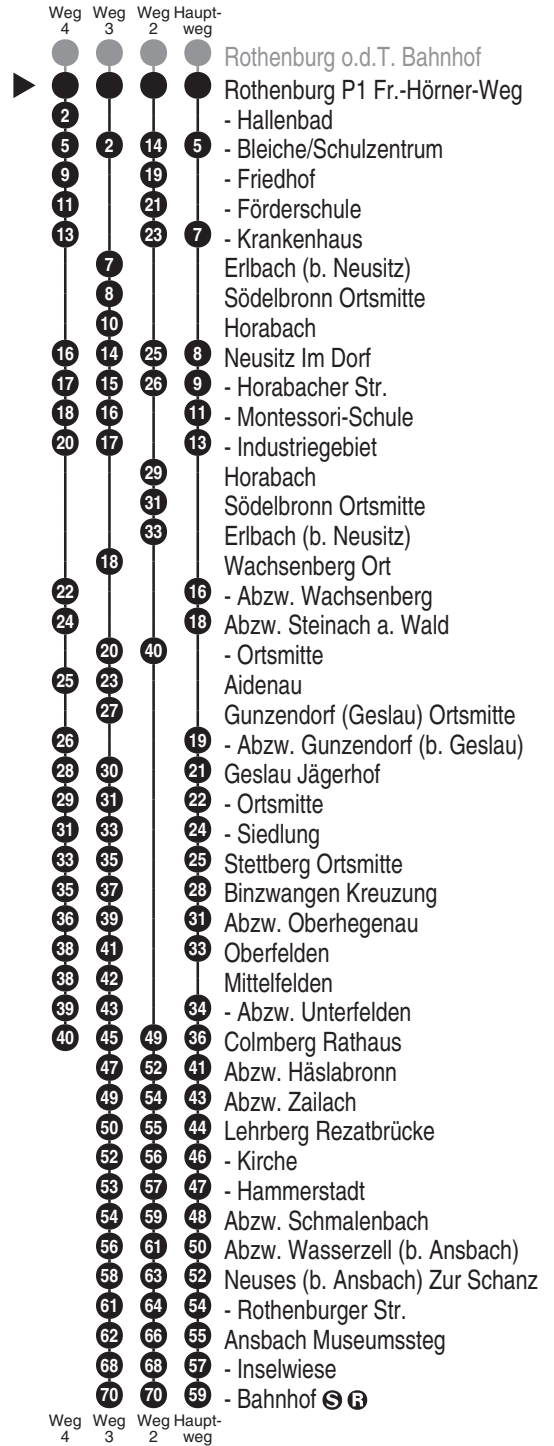 Weg 4 Weg 3 Weg 2 Haupt-weg
Rothenburg o.d.T. Bahnhof
Rothenburg P1 Fr.-Hörner-Weg
2 - Hallenbad
5 2 14 5 - Bleiche/Schulzentrum
9 19 - Friedhof
11 21 - Förderschule
13 23 7 - Krankenhaus
7 Erlbach (b. Neusitz)
8 Södelbronn Ortsmitte
10 Horabach
16 14 25 8 Neusitz Im Dorf
17 15 26 9 - Horabacher Str.
18 16 11 - Montessori-Schule
20 17 13 - Industriegebiet
29 Horabach
31 Södelbronn Ortsmitte
33 Erlbach (b. Neusitz)
18 Wachsenberg Ort
22 16 - Abzw. Wachsenberg
24 18 Abzw. Steinach a. Wald
20 40 - Ortsmitte
25 23 Aidenau
27 Gunzendorf (Geslau) Ortsmitte
26 19 - Abzw. Gunzendorf (b. Geslau)
28 30 21 Geslau Jägerhof
29 31 22 - Ortsmitte
31 33 24 - Siedlung
33 35 25 Stettberg Ortsmitte
35 37 28 Binzwangen Kreuzung
36 39 31 Abzw. Oberhegenau
38 41 33 Oberfelden
38 42 Mittelfelden
39 43 34 - Abzw. Unterfelden
40 45 49 36 Colmberg Rathaus
47 52 41 Abzw. Häslabronn
49 54 43 Abzw. Zailach
50 55 44 Lehrberg Rezatbrücke
52 56 46 - Kirche
53 57 47 - Hammerstadt
54 59 48 Abzw. Schmalenbach
56 61 50 Abzw. Wasserzell (b. Ansbach)
58 63 52 Neuses (b. Ansbach) Zur Schanz
61 64 54 - Rothenburger Str.
62 66 55 Ansbach Museumssteg
68 68 57 - Inselwiese
70 70 59 - Bahnhof S R
Weg 4 Weg 3 Weg 2 Haupt-weg